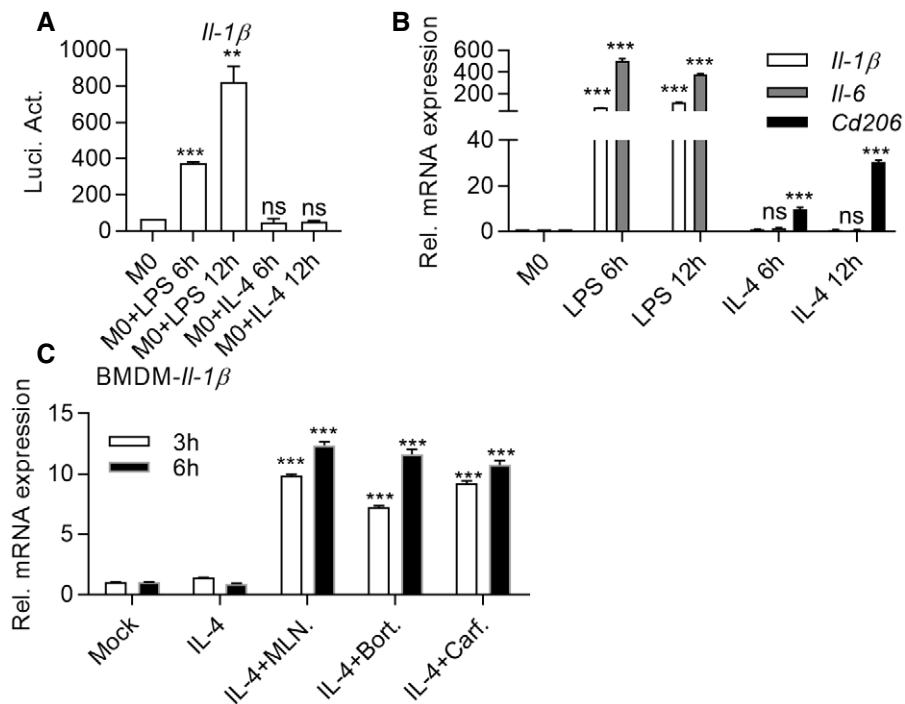 A
Il-1β
Luci. Act.
1000
800
600
400
200
0
***
**
ns
ns
M0
M0+LPS 6h
M0+LPS 12h
M0+IL-4 6h
M0+IL-4 12h
B
Rel. mRNA expression
600
400
200
40
20
0
***
***
***
***
ns
***
ns
***
Il-1β
Il-6
Cd206
M0
LPS 6h
LPS 12h
IL-4 6h
IL-4 12h
C
BMDM-Il-1β
Rel. mRNA expression
15
10
5
0
3h
6h
***
***
***
***
***
***
Mock
IL-4
IL-4+MLN.
IL-4+Bort.
IL-4+Carf.